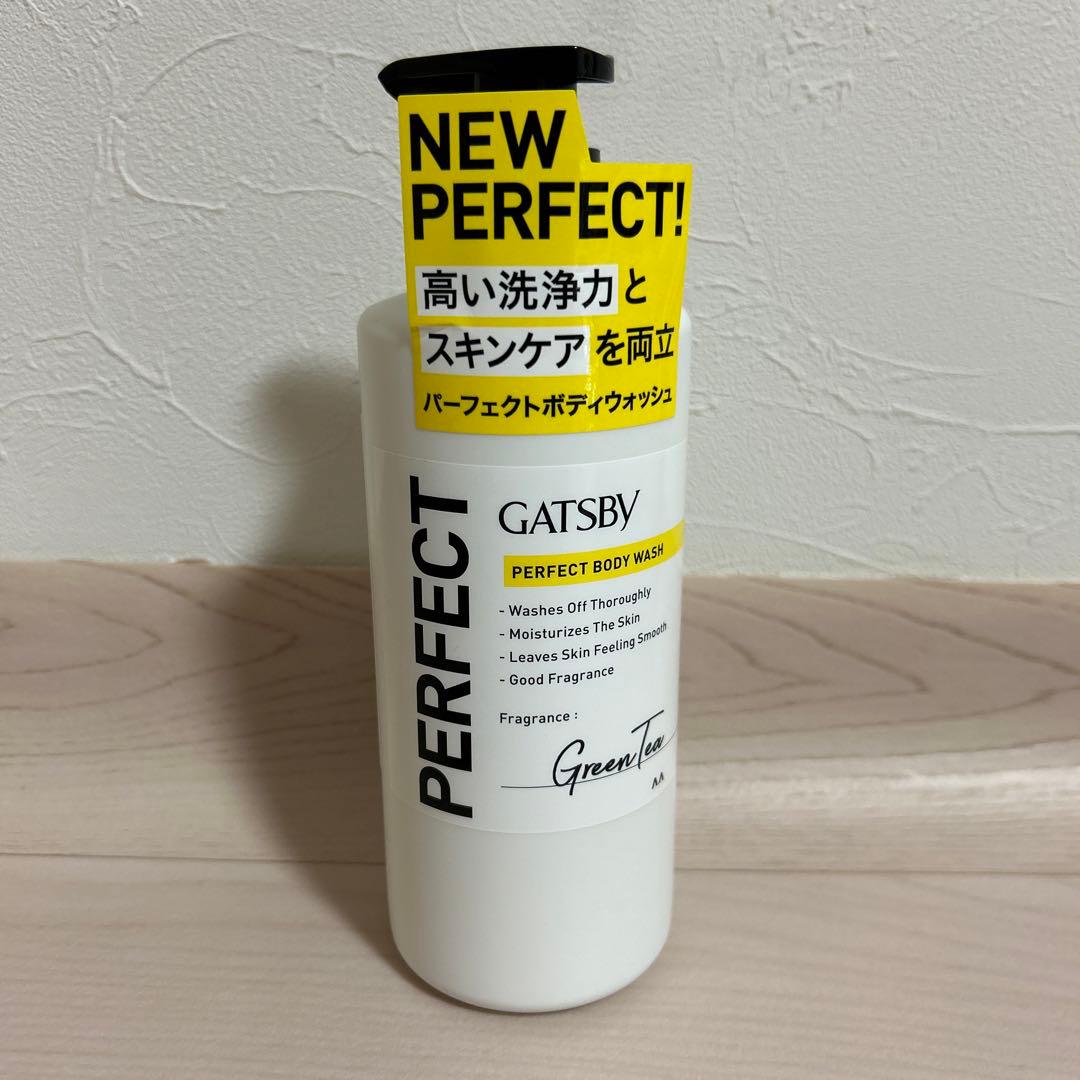 NEW
PERFECT!
高い洗浄力と
スキンケアを両立
パーフェクトボディウォッシュ
PERFECT
GATSBY
PERFECT BODY WASH
- Washes Off Thoroughly
- Moisturizes The Skin
- Leaves Skin Feeling Smooth
- Good Fragrance
Fragrance :
Green Tea